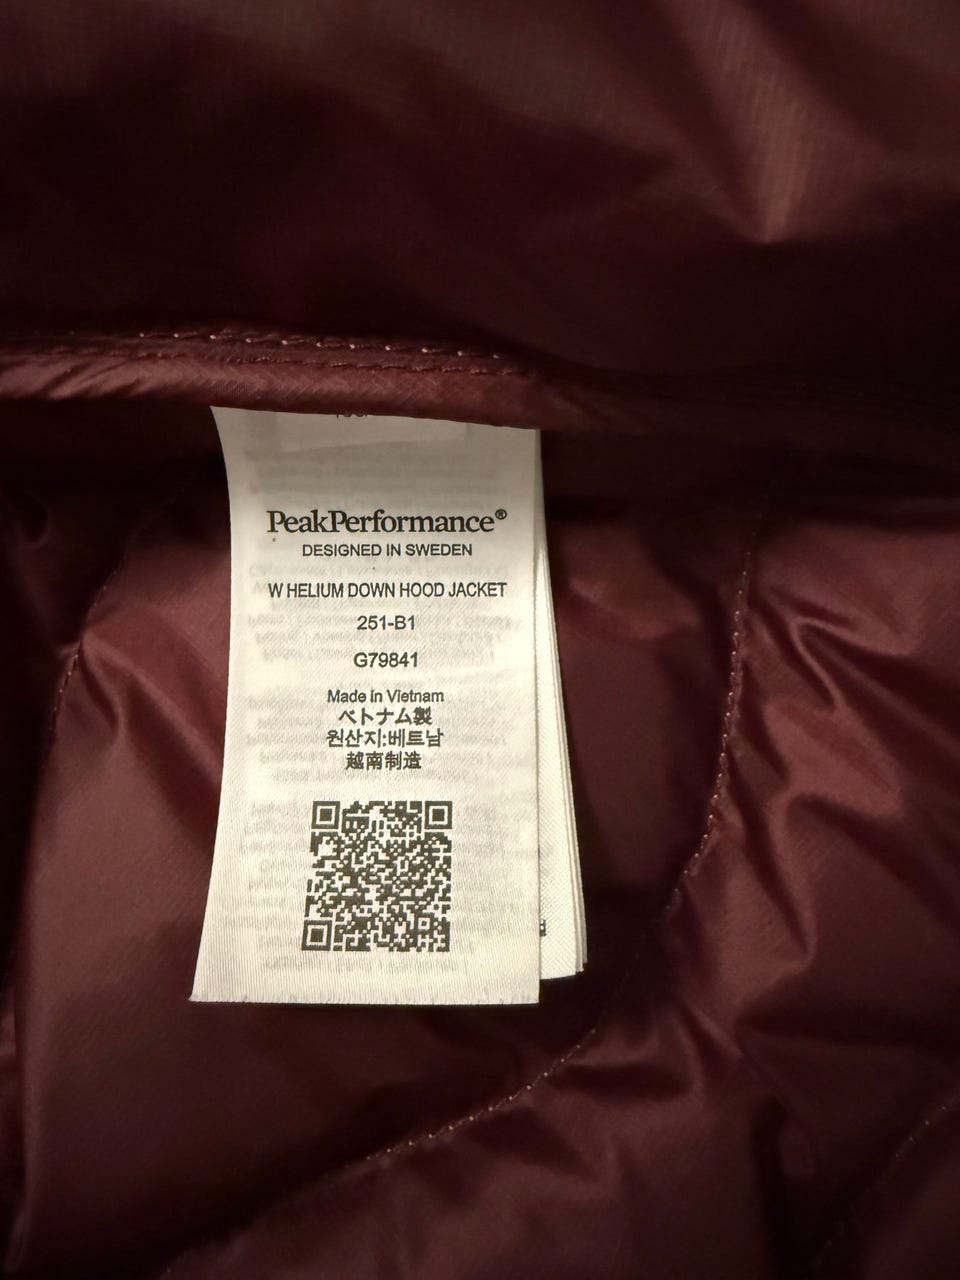 PeakPerformance®
DESIGNED IN SWEDEN
W HELIUM DOWN HOOD JACKET
251-B1
G79841
Made in Vietnam
ベトナム製
원산지:베트남
越南制造